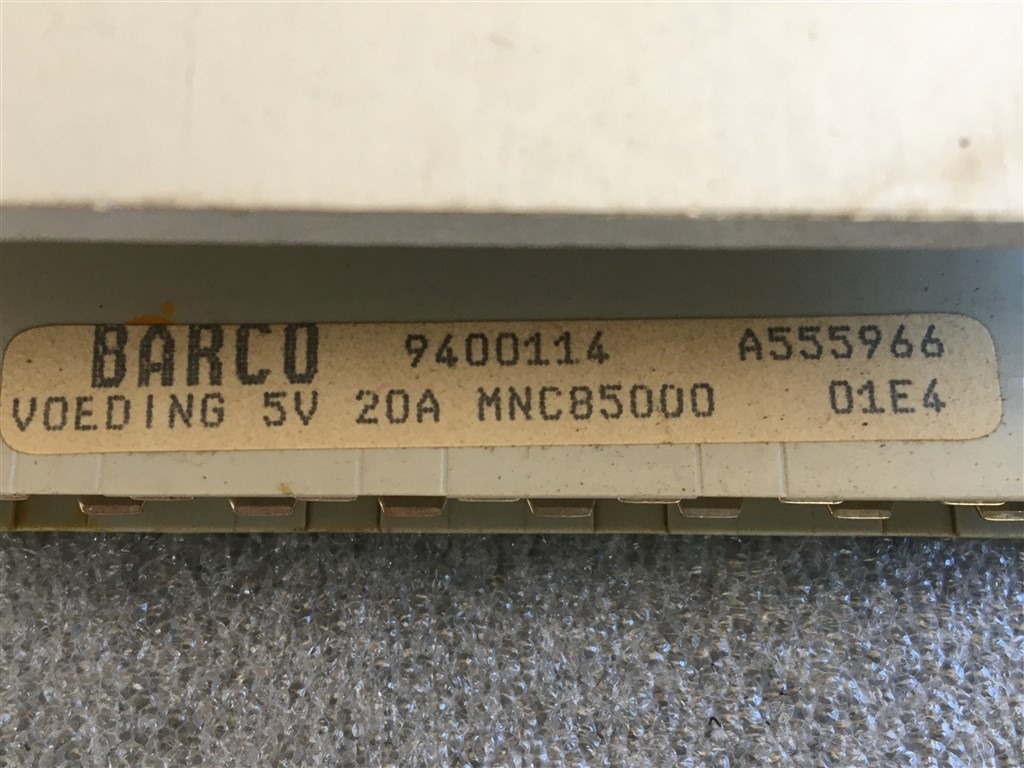 BARCO 9400114 A555966
VOEDING 5V 20A MNC85000 01E4